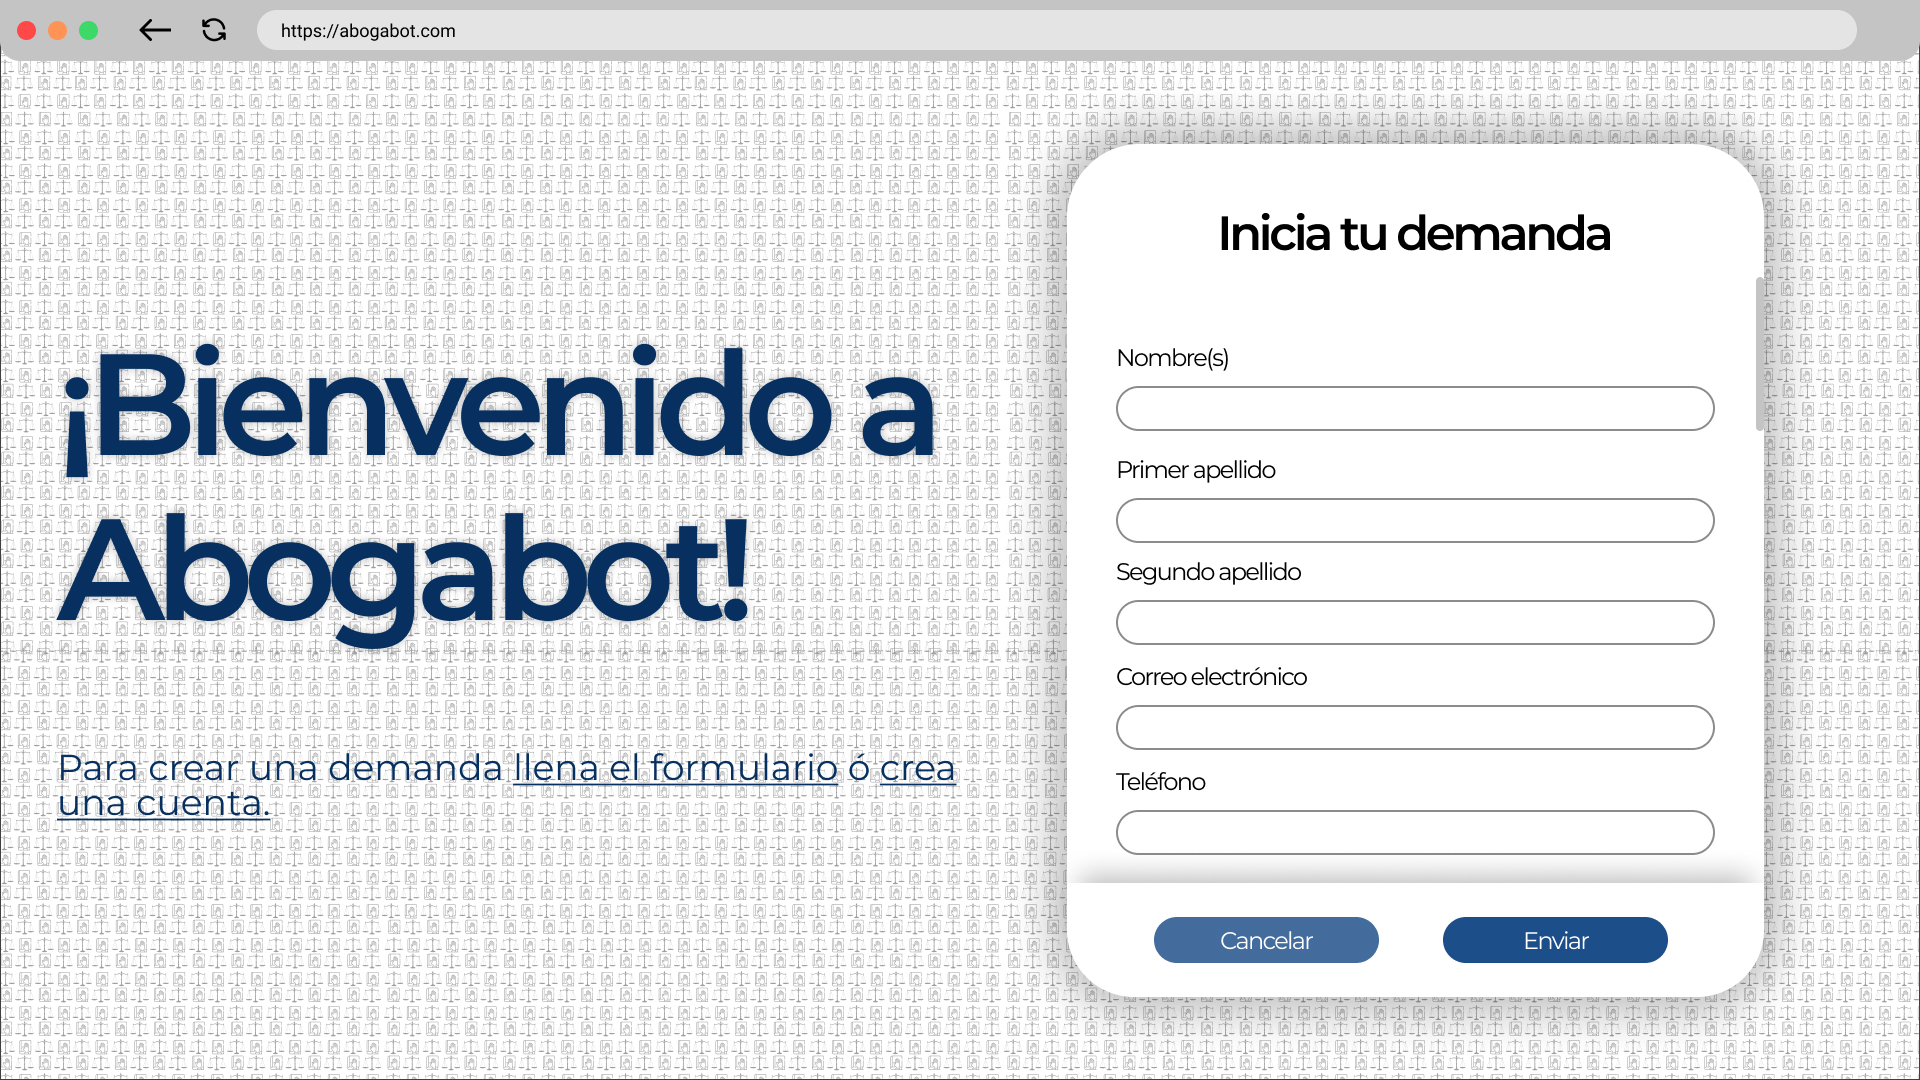 https://abogabot.com
¡Bienvenido a
Abogabot!
Para crear una demanda llena el formulario ó crea
una cuenta.
Inicia tu demanda
Nombre(s)
Primer apellido
Segundo apellido
Correo electrónico
Teléfono
Cancelar
Enviar